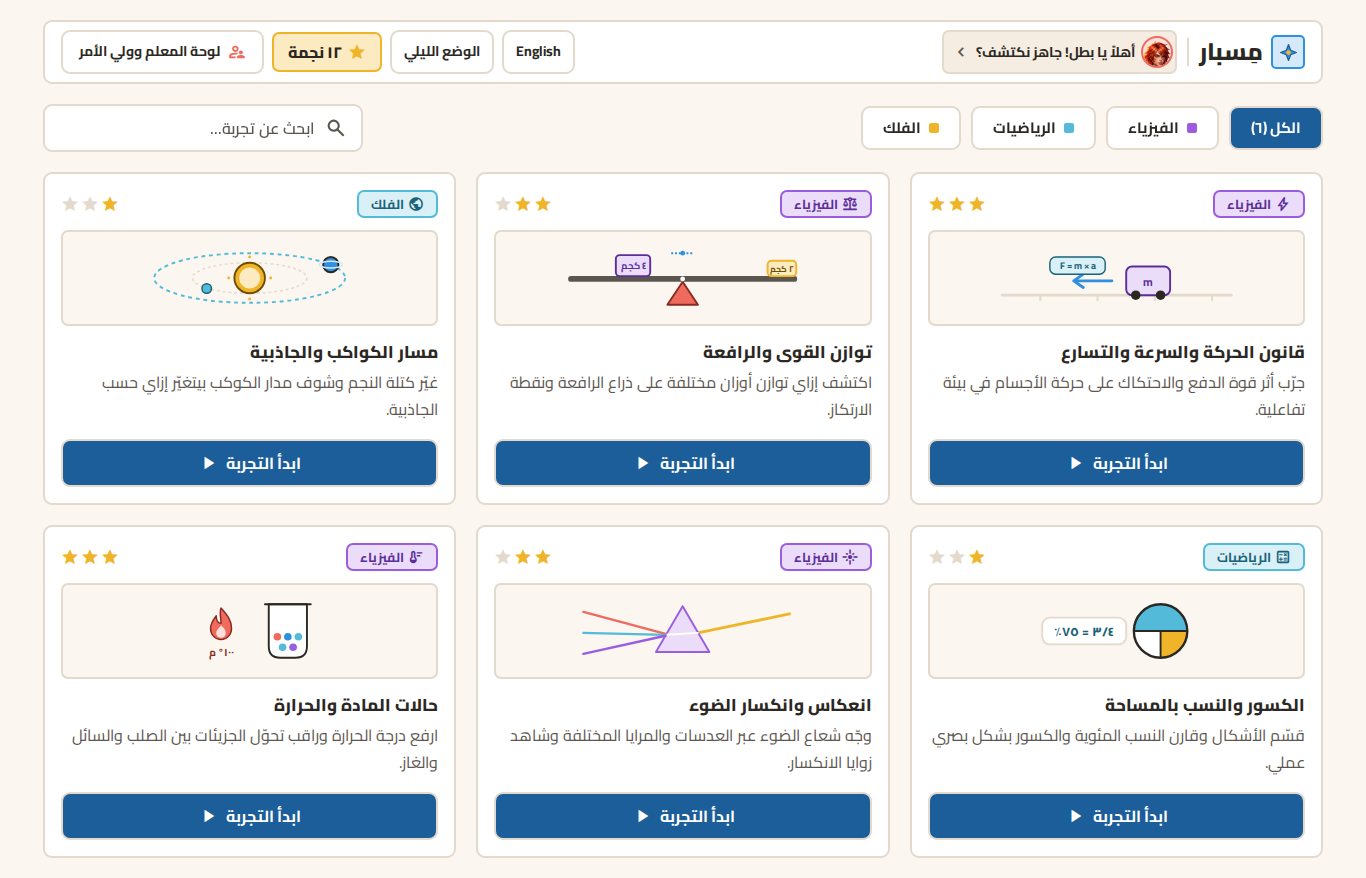 مِسبار
أهلاً يا بطل! جاهز نكتشف؟
English
الوضع الليلي
١٢ نجمة
لوحة المعلم وولي الأمر
الكل (٦)
الفيزياء
الرياضيات
الفلك
ابحث عن تجربة...
الفيزياء
F = m × a
m
قانون الحركة والسرعة والتسارع
جرّب أثر قوة الدفع والاحتكاك على حركة الأجسام في بيئة
تفاعلية.
ابدأ التجربة
الفيزياء
٤ كجم
٢ كجم
توازن القوى والرافعة
اكتشف إزاي توازن أوزان مختلفة على ذراع الرافعة ونقطة
الارتكاز.
ابدأ التجربة
الفلك
مسار الكواكب والجاذبية
غيّر كتلة النجم وشوف مدار الكوكب بيتغيّر إزاي حسب
الجاذبية.
ابدأ التجربة
الرياضيات
٣/٤ = ٧٥٪
الكسور والنسب بالمساحة
قسّم الأشكال وقارن النسب المئوية والكسور بشكل بصري
عملي.
ابدأ التجربة
الفيزياء
انعكاس وانكسار الضوء
وجّه شعاع الضوء عبر العدسات والمرايا المختلفة وشاهد
زوايا الانكسار.
ابدأ التجربة
الفيزياء
١٠٠° م
حالات المادة والحرارة
ارفع درجة الحرارة وراقب تحوّل الجزيئات بين الصلب والسائل
والغاز.
ابدأ التجربة